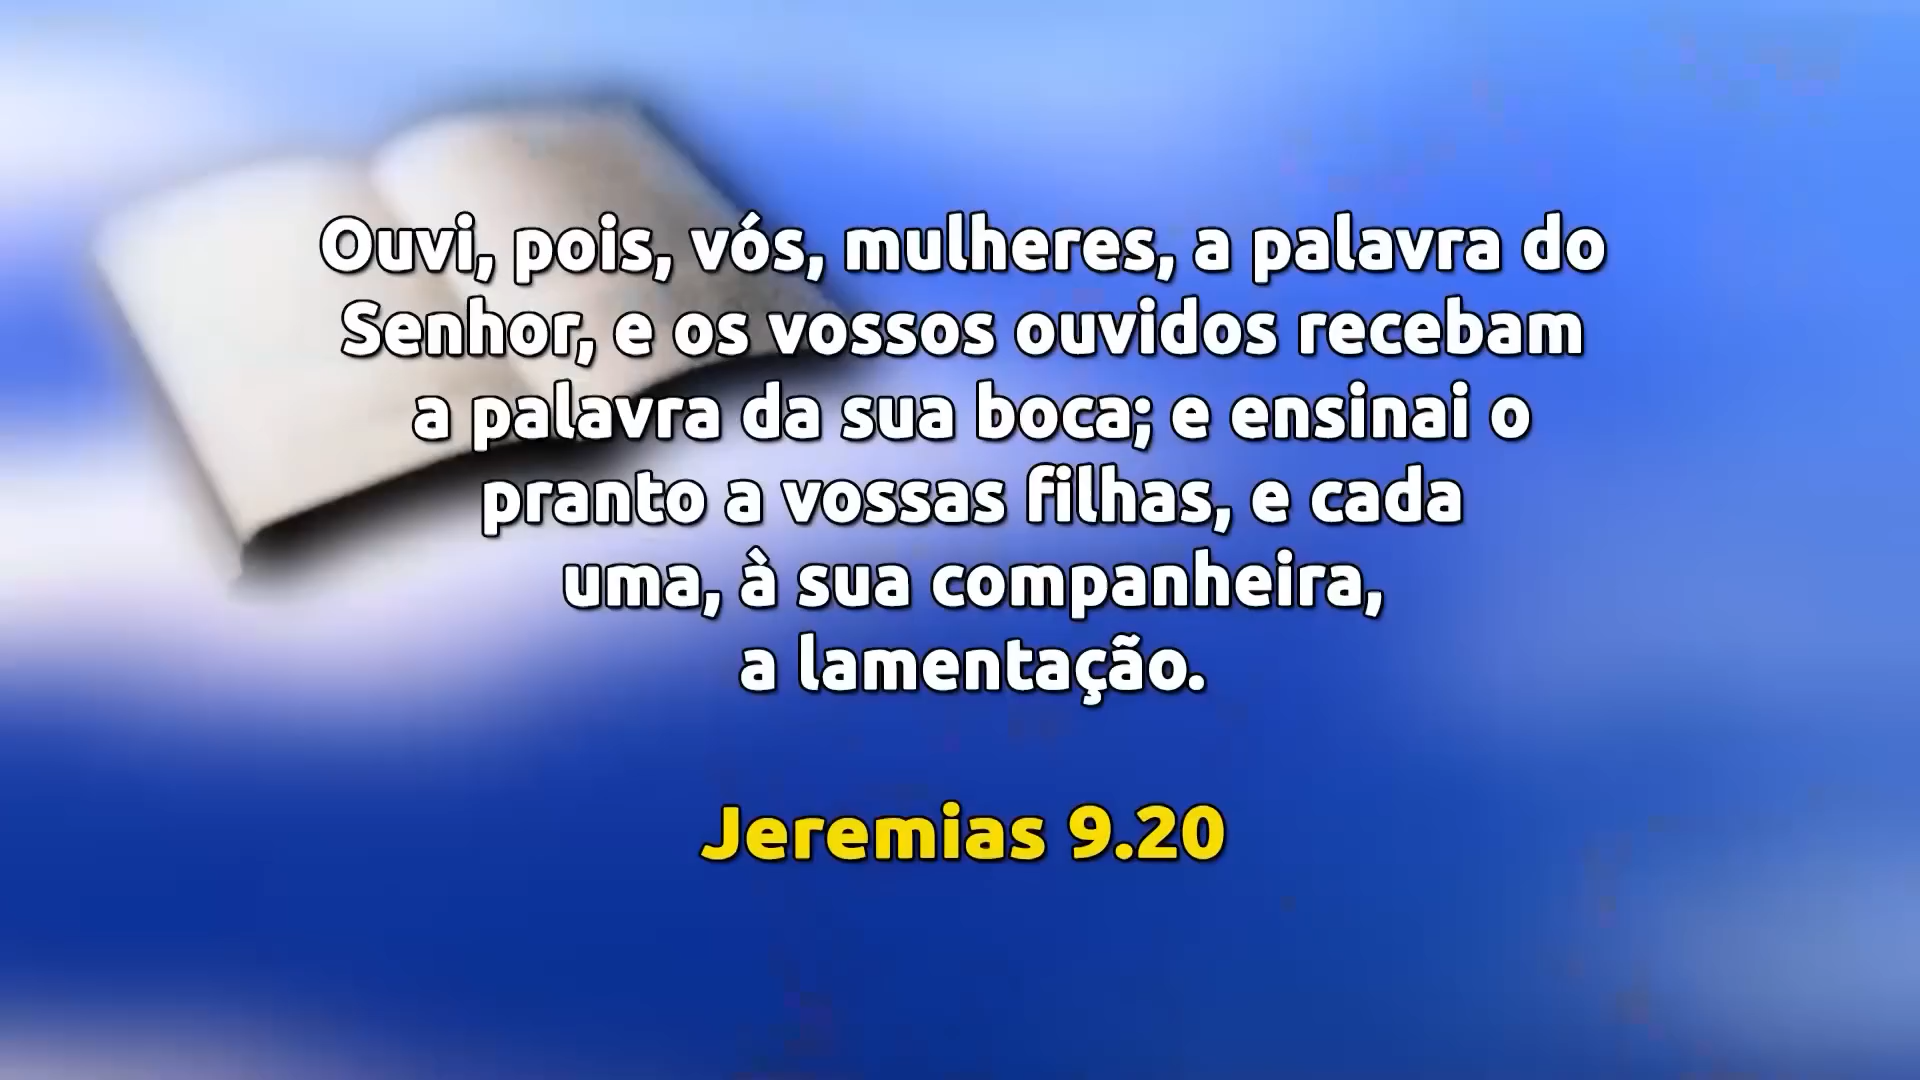 Ouvi, pois, vós, mulheres, a palavra do
Senhor, e os vossos ouvidos recebam
a palavra da sua boca; e ensinai o
pranto a vossas filhas, e cada
uma, à sua companheira,
a lamentação.
Jeremias 9.20